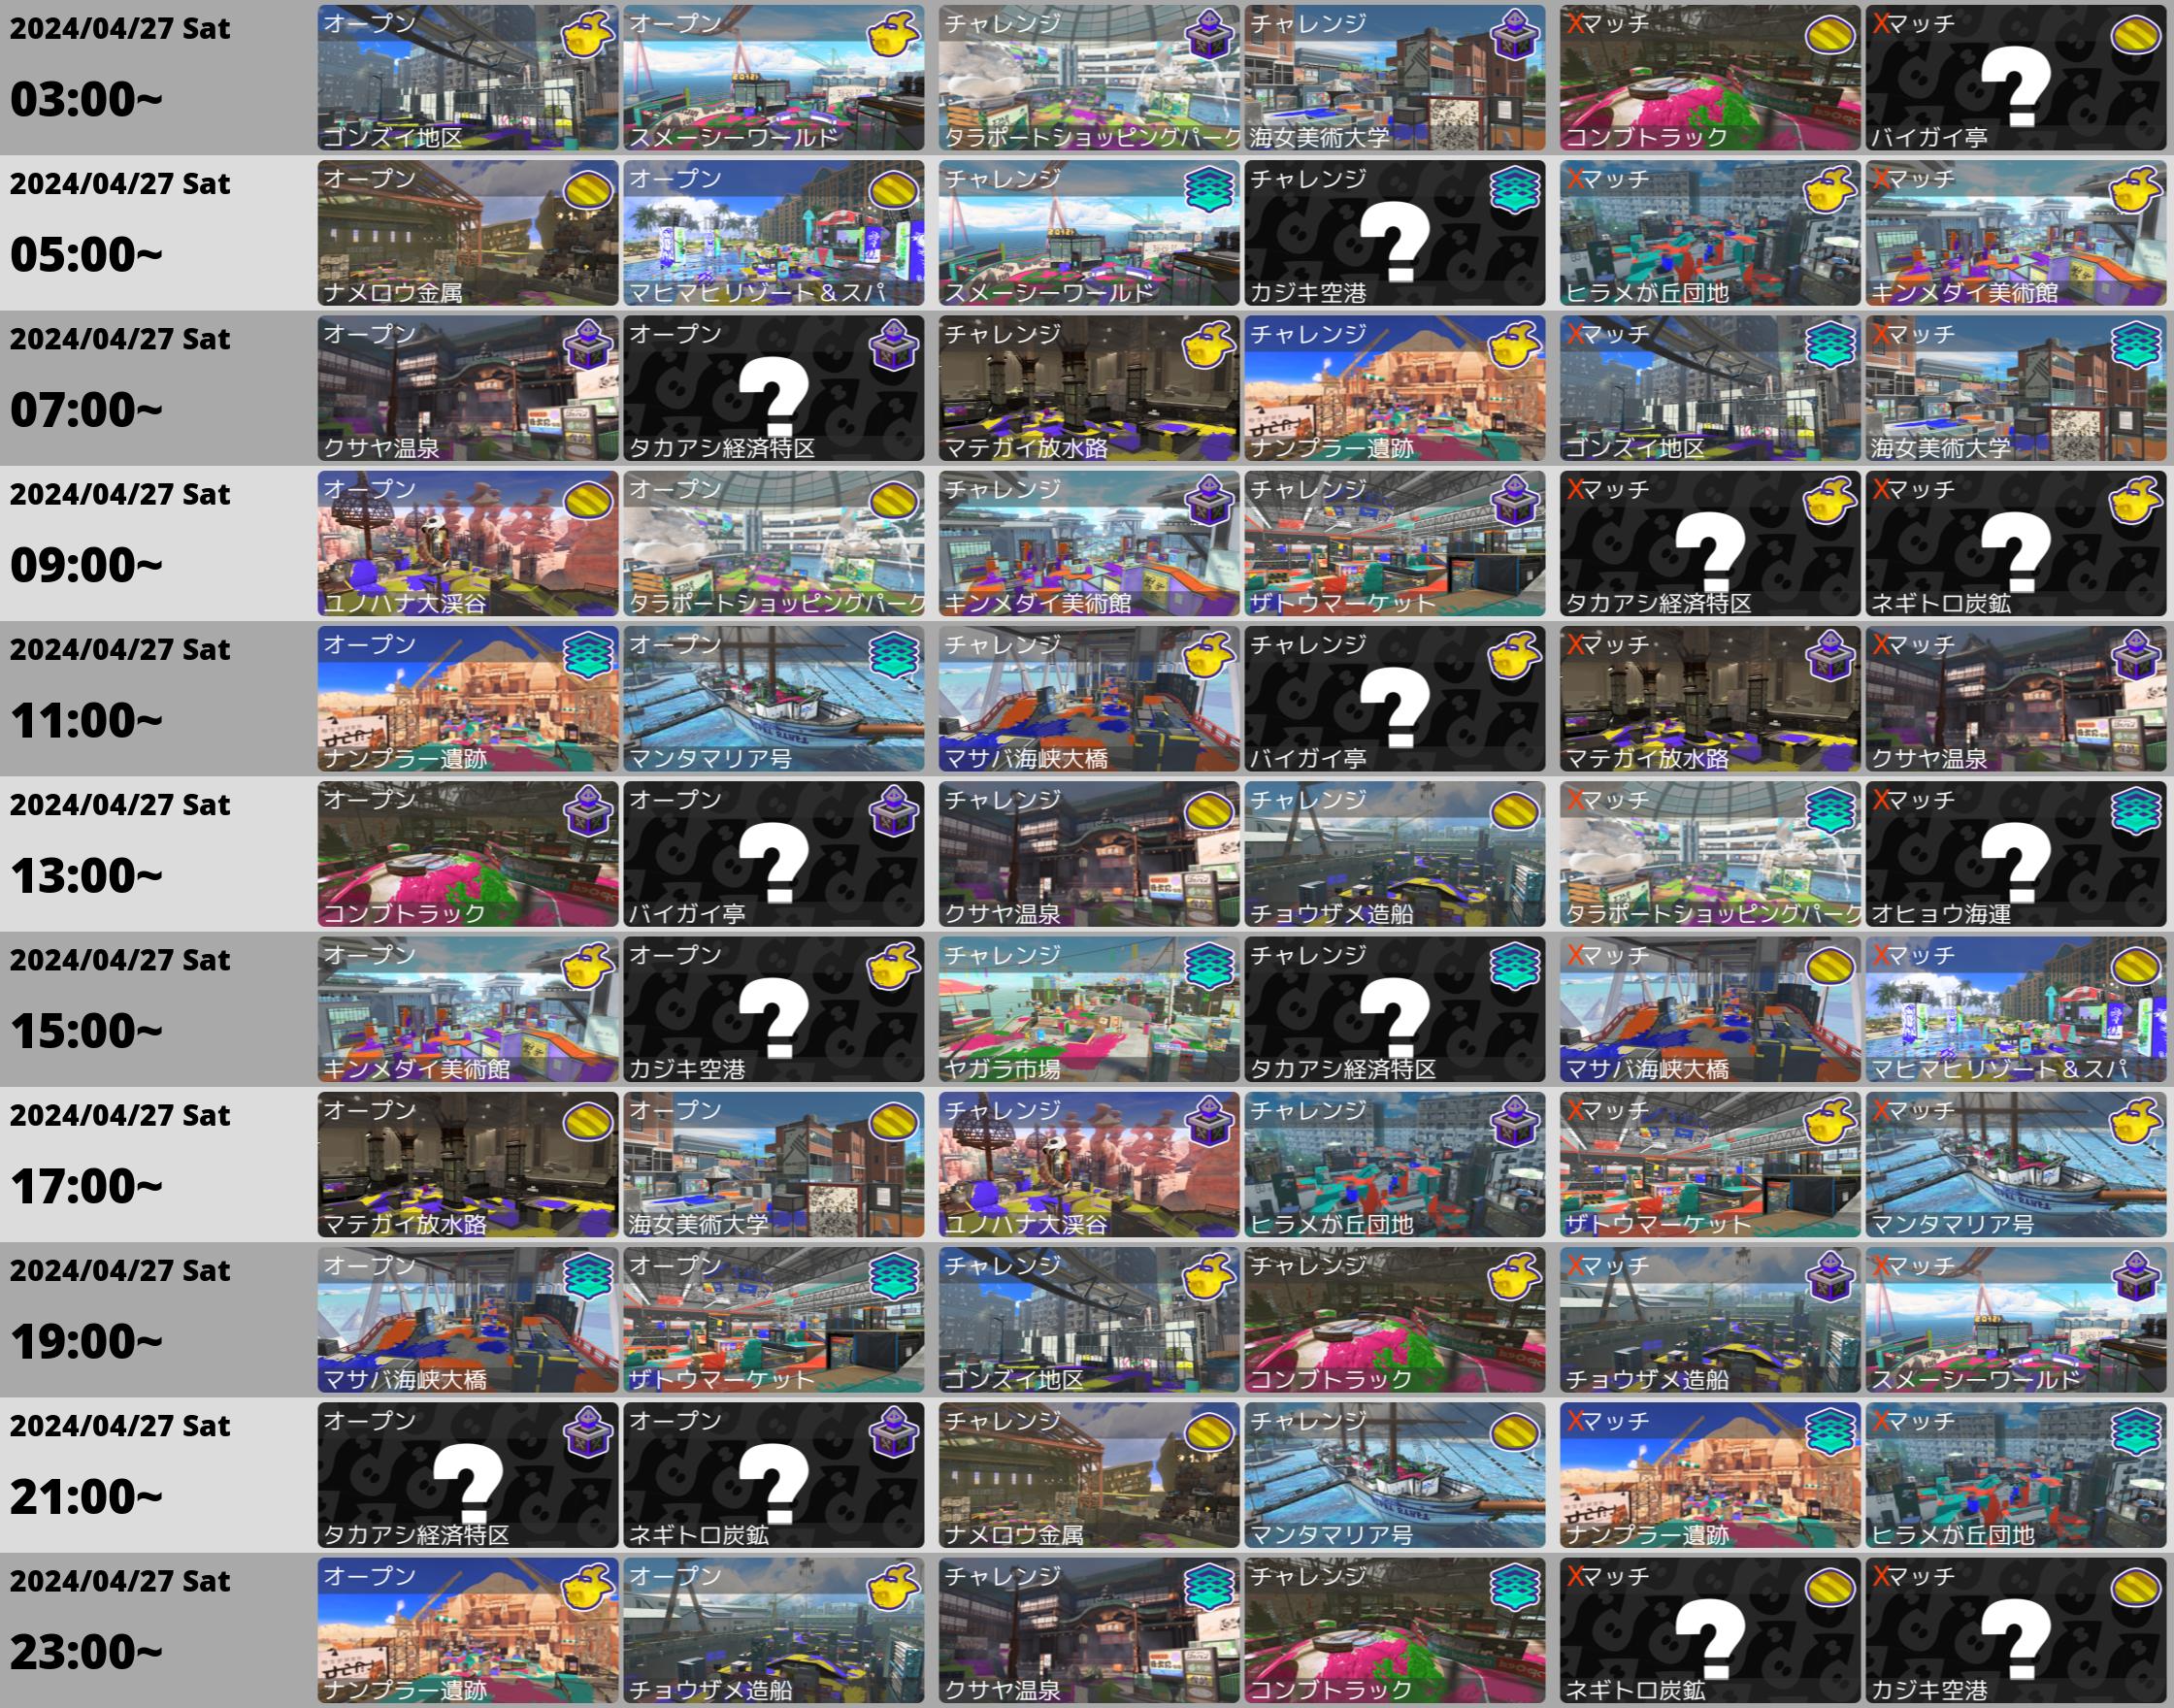 2024/04/27 Sat
03:00~
オープン
ゴンズイ地区
オープン
スメーシーワールド
チャレンジ
タラポートショッピングパーク
チャレンジ
海女美術大学
Xマッチ
コンブトラック
Xマッチ
バイガイ亭
2024/04/27 Sat
05:00~
オープン
ナメロウ金属
オープン
マヒマヒリゾート＆スパ
チャレンジ
スメーシーワールド
チャレンジ
カジキ空港
Xマッチ
ヒラメが丘団地
Xマッチ
キンメダイ美術館
2024/04/27 Sat
07:00~
オープン
クサヤ温泉
オープン
タカアシ経済特区
チャレンジ
マテガイ放水路
チャレンジ
ナンプラー遺跡
Xマッチ
ゴンズイ地区
Xマッチ
海女美術大学
2024/04/27 Sat
09:00~
オープン
ユノハナ大渓谷
オープン
タラポートショッピングパーク
チャレンジ
キンメダイ美術館
チャレンジ
ザトウマーケット
Xマッチ
タカアシ経済特区
Xマッチ
ネギトロ炭鉱
2024/04/27 Sat
11:00~
オープン
ナンプラー遺跡
オープン
マンタマリア号
チャレンジ
マサバ海峡大橋
チャレンジ
バイガイ亭
Xマッチ
マテガイ放水路
Xマッチ
クサヤ温泉
2024/04/27 Sat
13:00~
オープン
コンブトラック
オープン
バイガイ亭
チャレンジ
クサヤ温泉
チャレンジ
チョウザメ造船
Xマッチ
タラポートショッピングパーク
Xマッチ
オヒョウ海運
2024/04/27 Sat
15:00~
オープン
キンメダイ美術館
オープン
カジキ空港
チャレンジ
ヤガラ市場
チャレンジ
タカアシ経済特区
Xマッチ
マサバ海峡大橋
Xマッチ
マヒマヒリゾート＆スパ
2024/04/27 Sat
17:00~
オープン
マテガイ放水路
オープン
海女美術大学
チャレンジ
ユノハナ大渓谷
チャレンジ
ヒラメが丘団地
Xマッチ
ザトウマーケット
Xマッチ
マンタマリア号
2024/04/27 Sat
19:00~
オープン
マサバ海峡大橋
オープン
ザトウマーケット
チャレンジ
ゴンズイ地区
チャレンジ
コンブトラック
Xマッチ
チョウザメ造船
Xマッチ
スメーシーワールド
2024/04/27 Sat
21:00~
オープン
タカアシ経済特区
オープン
ネギトロ炭鉱
チャレンジ
ナメロウ金属
チャレンジ
マンタマリア号
Xマッチ
ナンプラー遺跡
Xマッチ
ヒラメが丘団地
2024/04/27 Sat
23:00~
オープン
ナンプラー遺跡
オープン
チョウザメ造船
チャレンジ
クサヤ温泉
チャレンジ
コンブトラック
Xマッチ
ネギトロ炭鉱
Xマッチ
カジキ空港